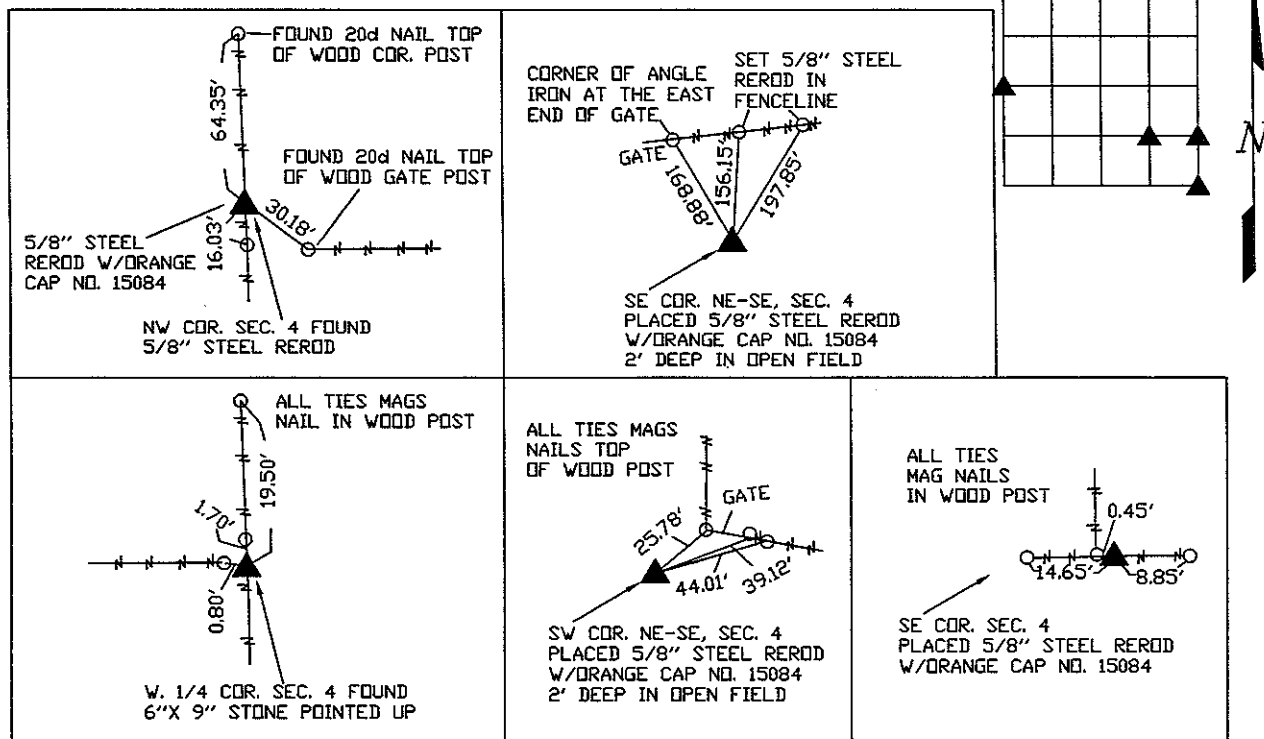 FOUND 20d NAIL TOP
OF WOOD COR. POST
64.35'
FOUND 20d NAIL TOP
OF WOOD GATE POST
30.18'
16.03'
5/8" STEEL
REROD W/ORANGE
CAP NO. 15084
NW COR. SEC. 4 FOUND
5/8" STEEL REROD
CORNER OF ANGLE
IRON AT THE EAST
END OF GATE
SET 5/8" STEEL
REROD IN
FENCELINE
GATE
168.88'
156.15'
197.85'
SE COR. NE-SE, SEC. 4
PLACED 5/8" STEEL REROD
W/ORANGE CAP NO. 15084
2' DEEP IN OPEN FIELD
N
ALL TIES MAGS
NAIL IN WOOD POST
19.50'
1.70'
0.80'
W. 1/4 COR. SEC. 4 FOUND
6"X 9" STONE POINTED UP
ALL TIES MAGS
NAILS TOP
OF WOOD POST
GATE
25.78'
44.01'
39.12'
SW COR. NE-SE, SEC. 4
PLACED 5/8" STEEL REROD
W/ORANGE CAP NO. 15084
2' DEEP IN OPEN FIELD
ALL TIES
MAG NAILS
IN WOOD POST
0.45'
14.65'
8.85'
SE COR. SEC. 4
PLACED 5/8" STEEL REROD
W/ORANGE CAP NO. 15084